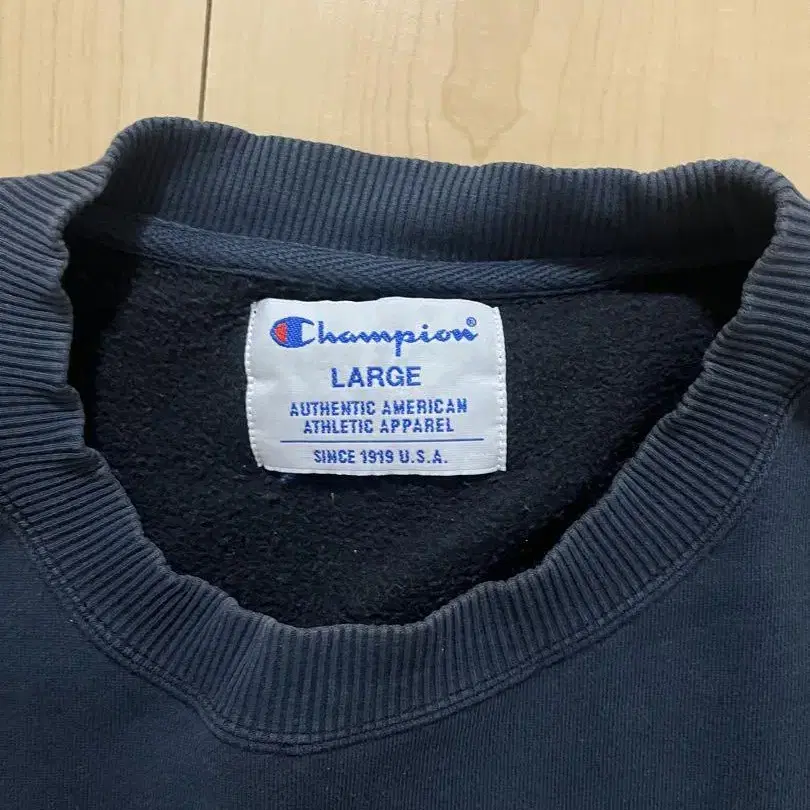 Champion®
LARGE
AUTHENTIC AMERICAN
ATHLETIC APPAREL
SINCE 1919 U.S.A.